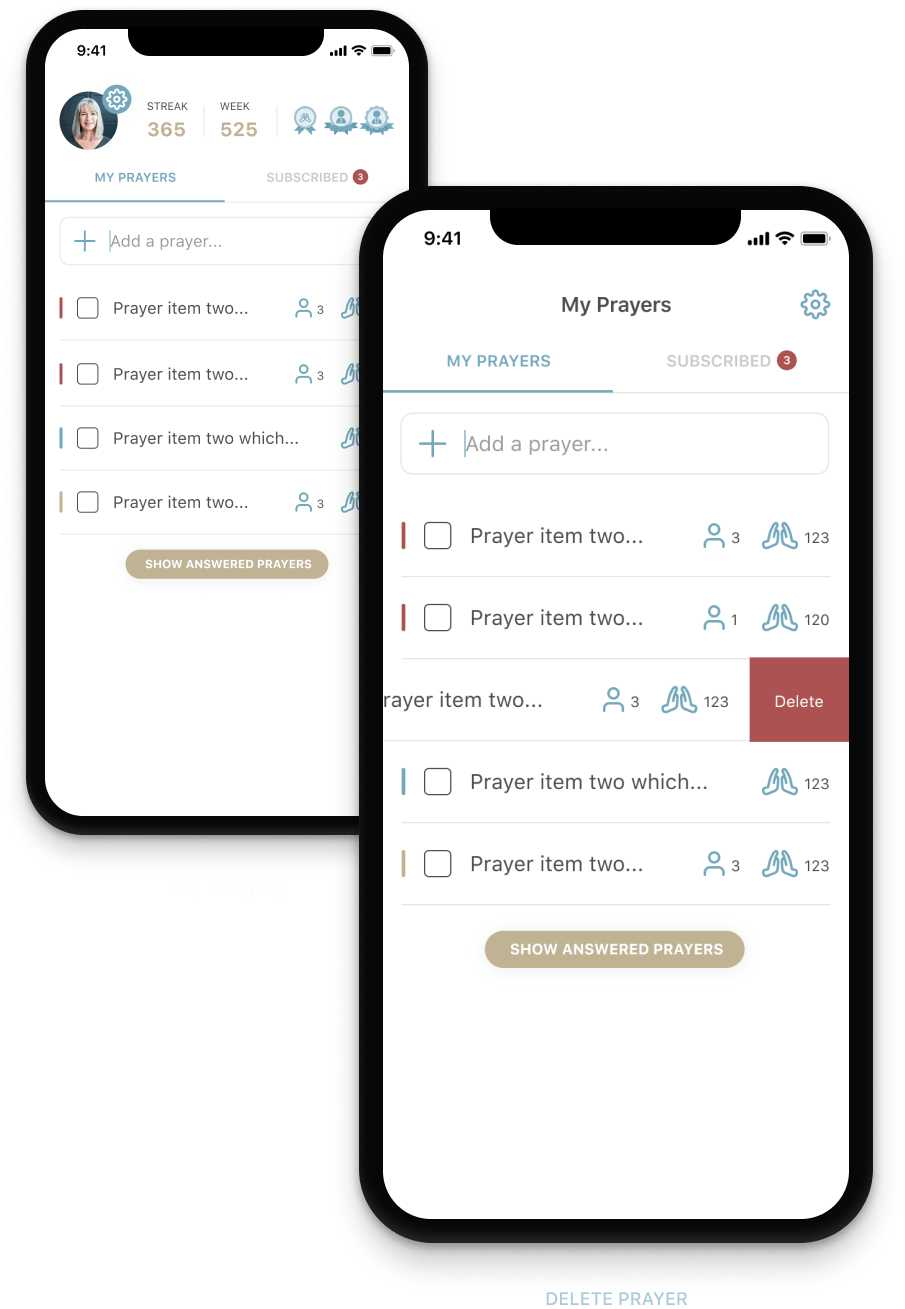 9:41
STREAK WEEK
365 525
MY PRAYERS SUBSCRIBED 3
Add a prayer...
Prayer item two... 3
Prayer item two... 3
Prayer item two which...
Prayer item two... 3
SHOW ANSWERED PRAYERS
9:41
My Prayers
MY PRAYERS SUBSCRIBED 3
Add a prayer...
Prayer item two... 3 123
Prayer item two... 1 120
rayer item two... 3 123 Delete
Prayer item two which... 123
Prayer item two... 3 123
SHOW ANSWERED PRAYERS
DELETE PRAYER